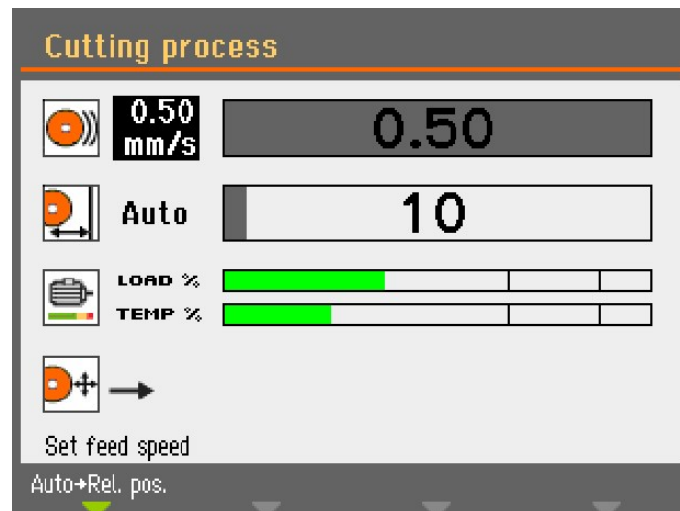 Cutting process
0.50
mm/s
0.50
Auto
10
LOAD %
TEMP %
Set feed speed
Auto→Rel. pos.